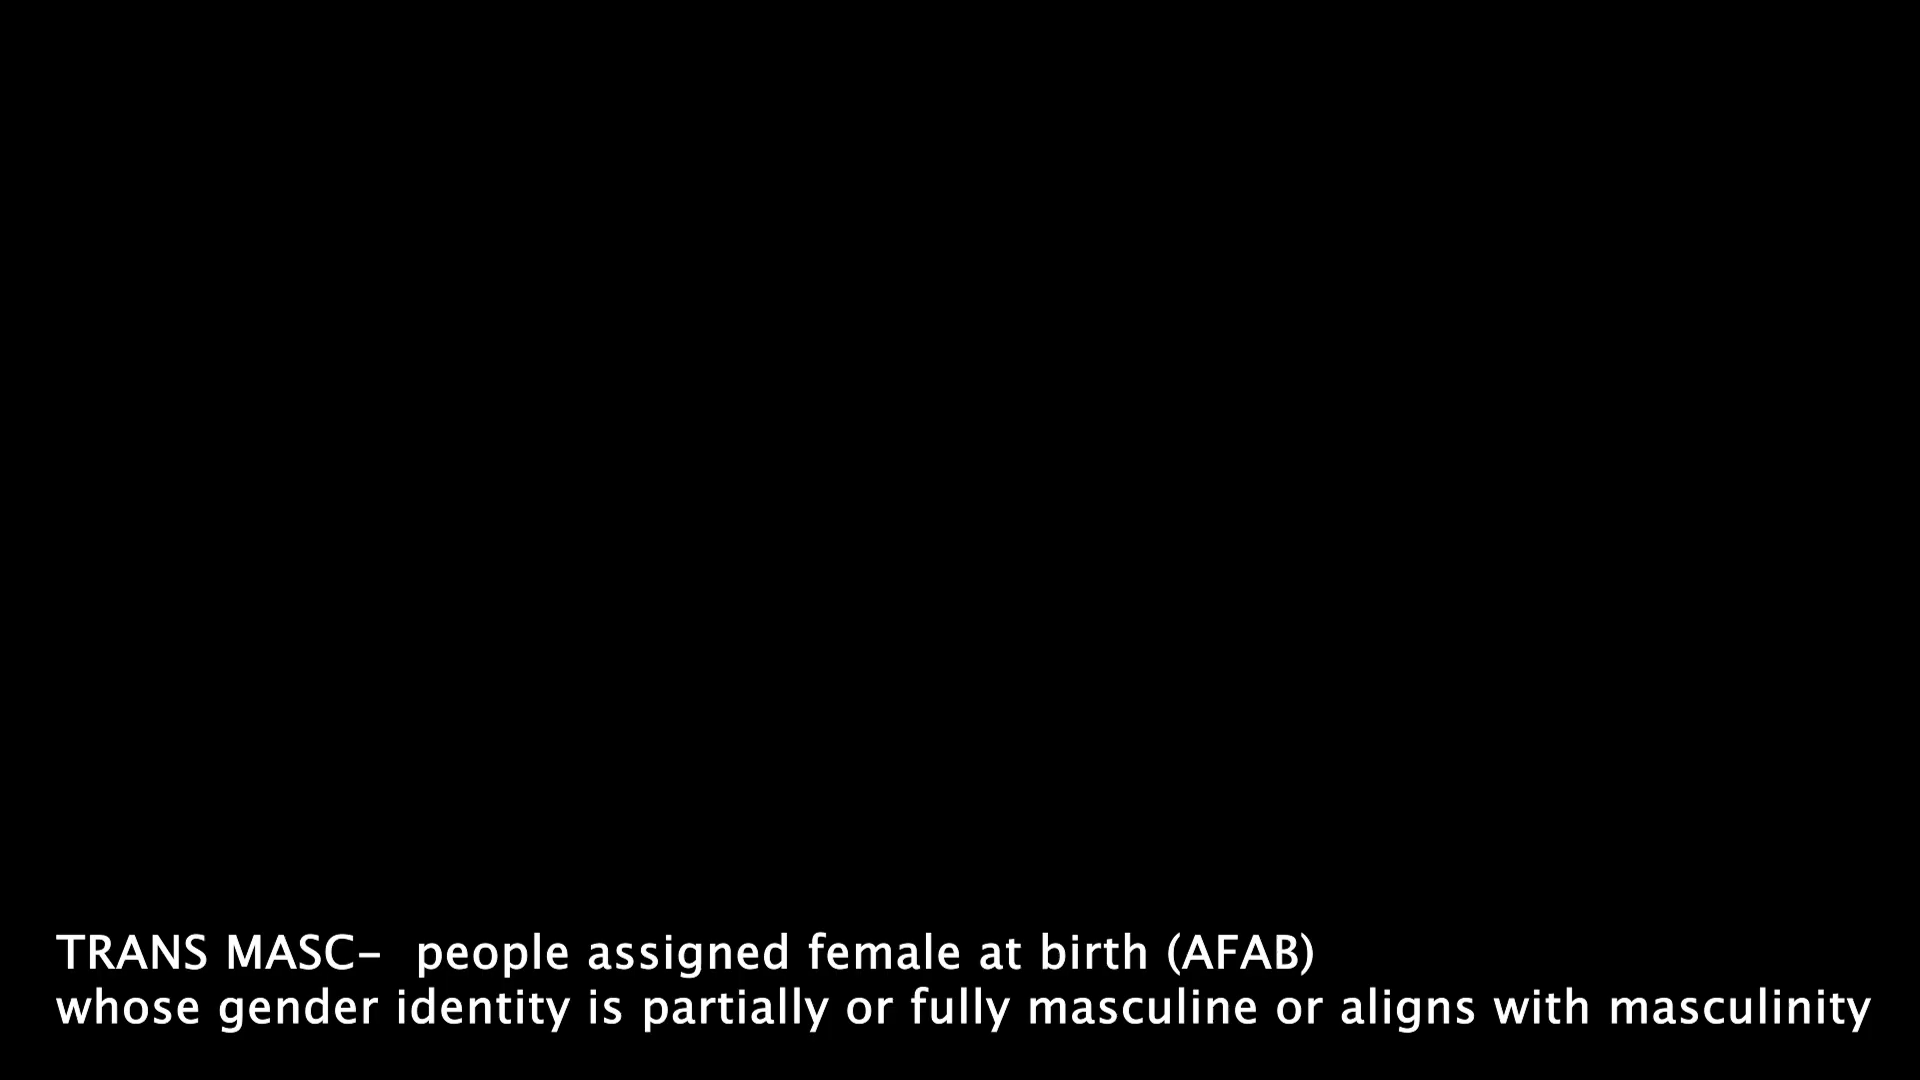 TRANS MASC-  people assigned female at birth (AFAB)
whose gender identity is partially or fully masculine or aligns with masculinity